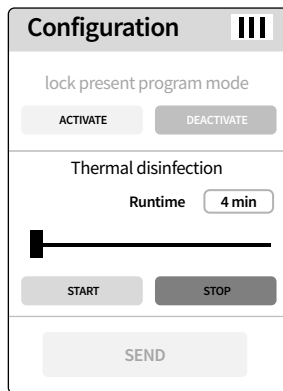 Configuration
lock present program mode
ACTIVATE DEACTIVATE
Thermal disinfection
Runtime 4 min
START STOP
SEND